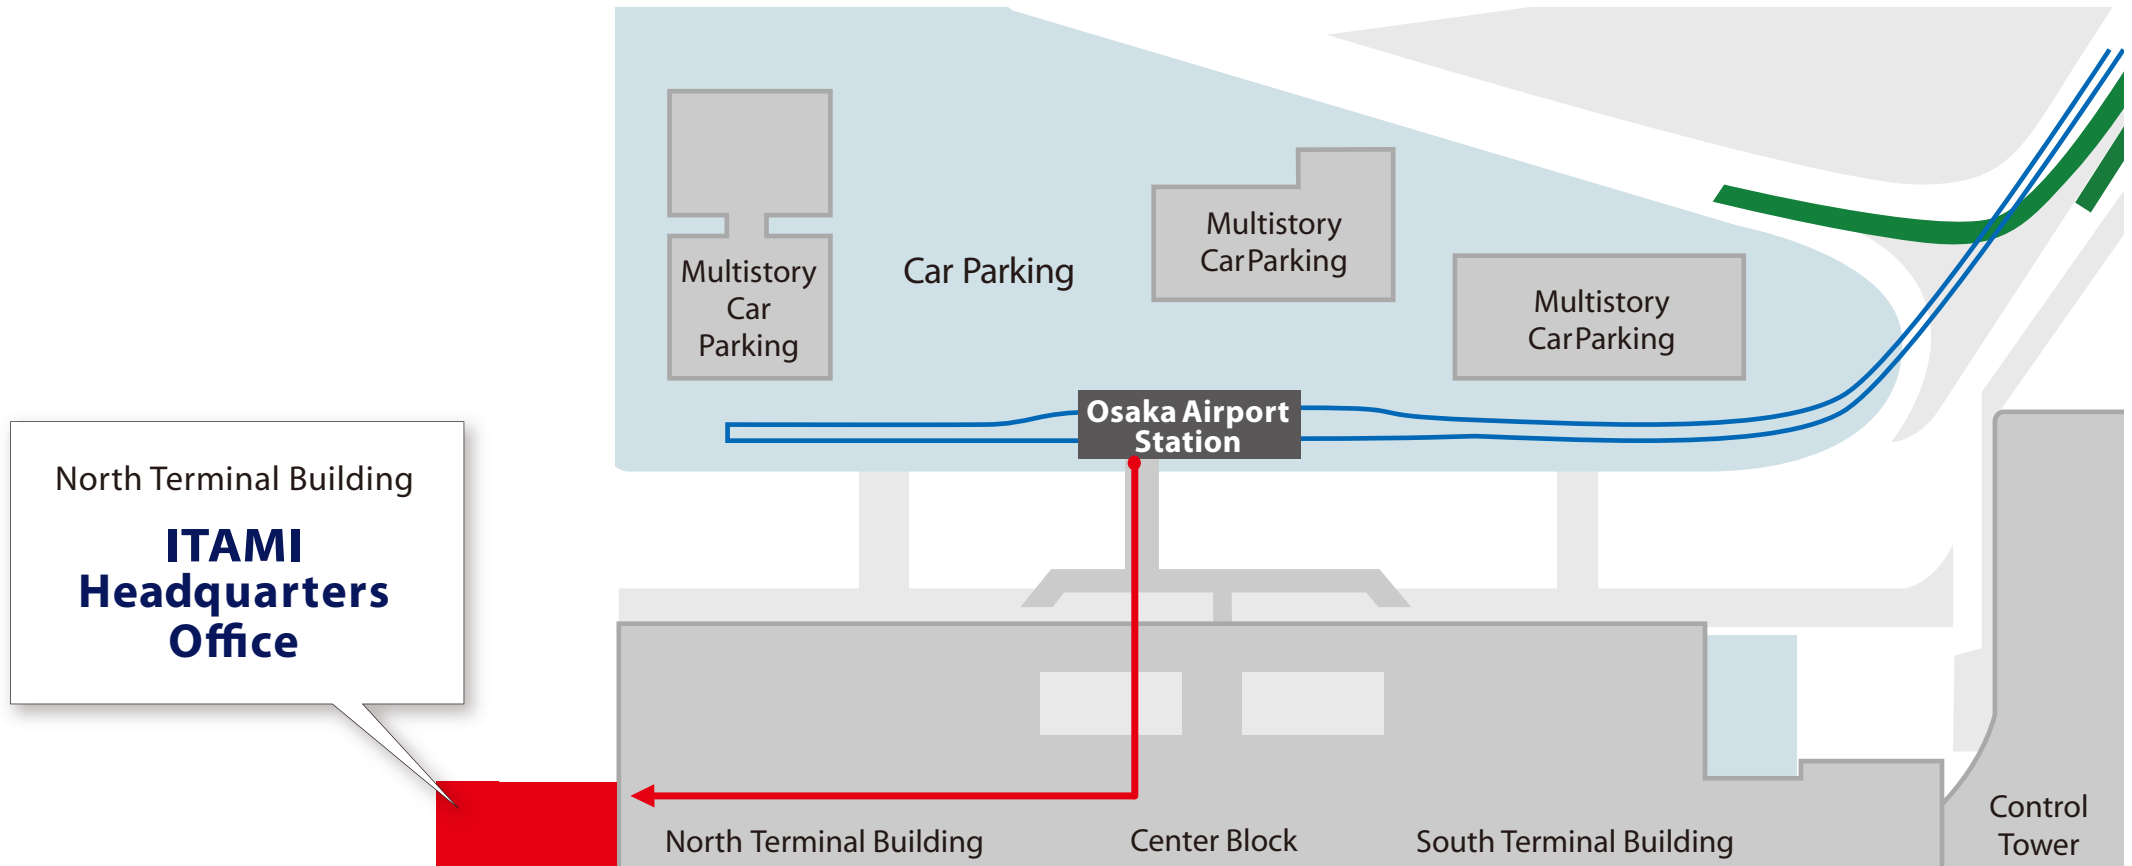 Multistory
Car
Parking
Car Parking
Multistory
CarParking
Multistory
CarParking
Osaka Airport
Station
North Terminal Building
ITAMI
Headquarters
Office
North Terminal Building
Center Block
South Terminal Building
Control
Tower